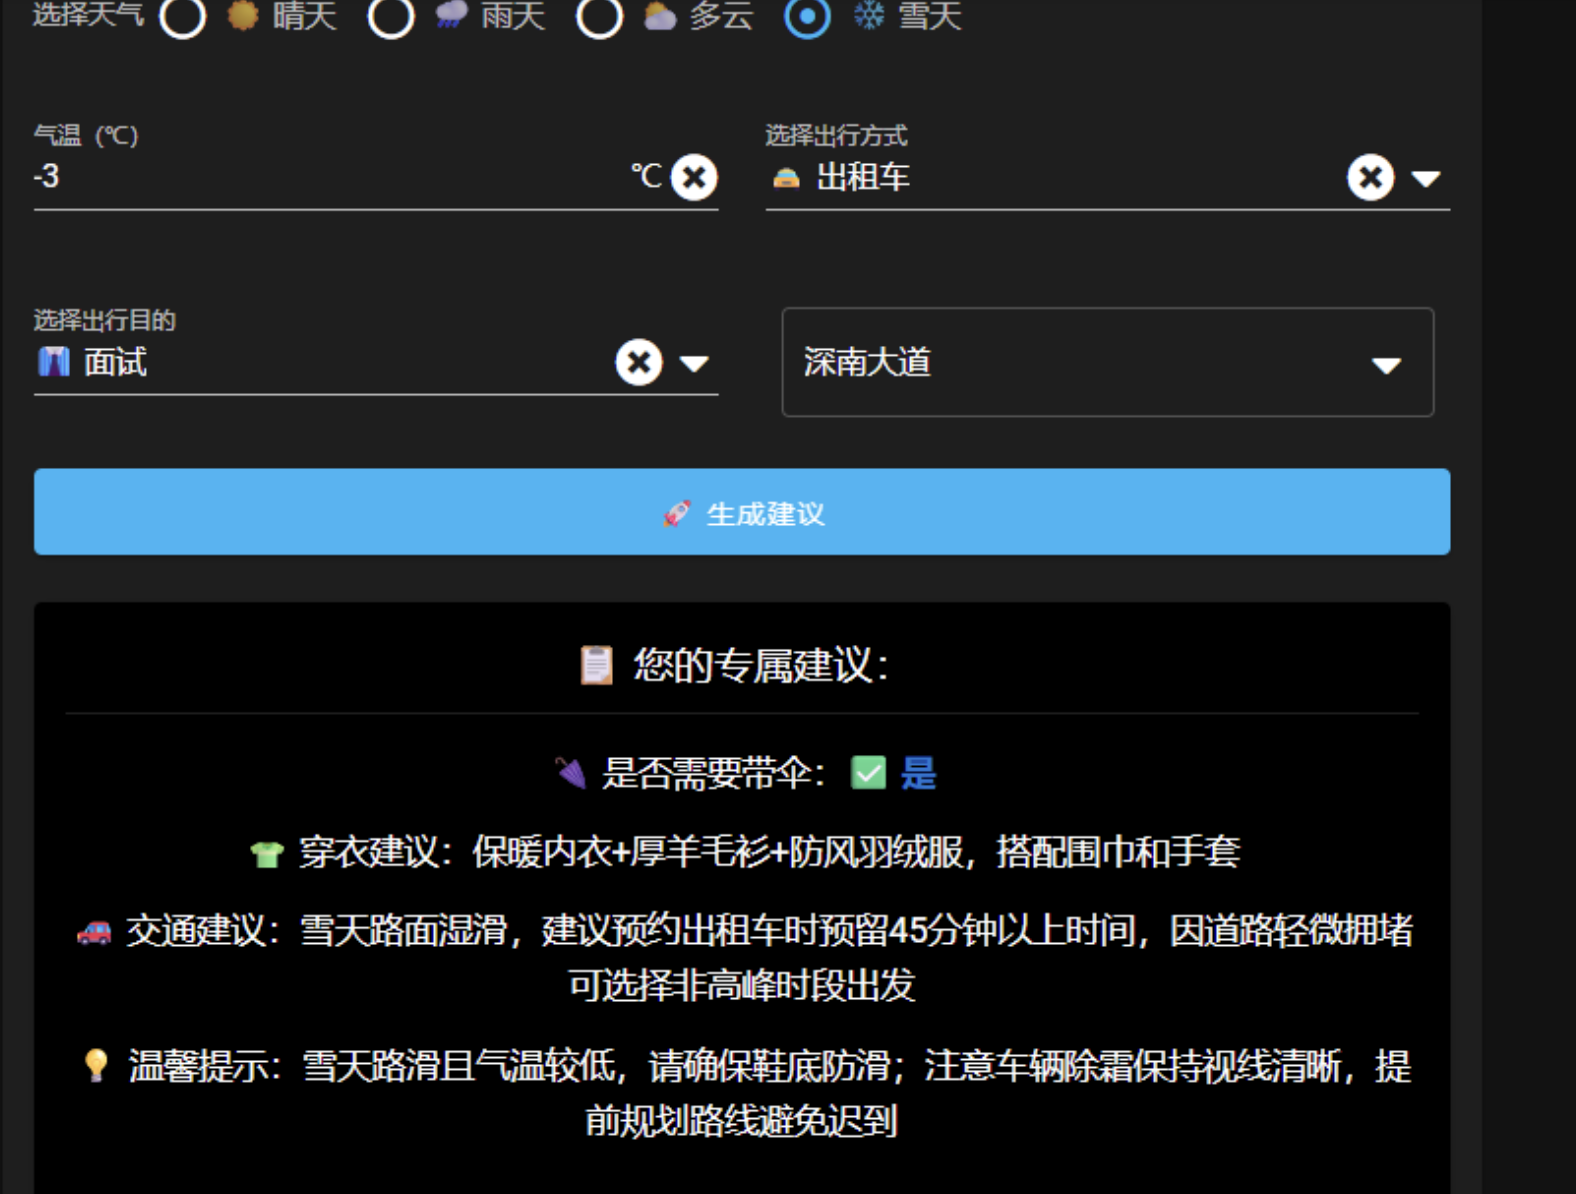 选择天气 晴天 雨天 多云 雪天
气温（℃） 选择出行方式
-3 ℃ 出租车
选择出行目的
面试 深南大道
生成建议
您的专属建议：
是否需要带伞： 是
穿衣建议：保暖内衣+厚羊毛衫+防风羽绒服，搭配围巾和手套
交通建议：雪天路面湿滑，建议预约出租车时预留45分钟以上时间，因道路轻微拥堵
可选择非高峰时段出发
温馨提示：雪天路滑且气温较低，请确保鞋底防滑；注意车辆除霜保持视线清晰，提
前规划路线避免迟到